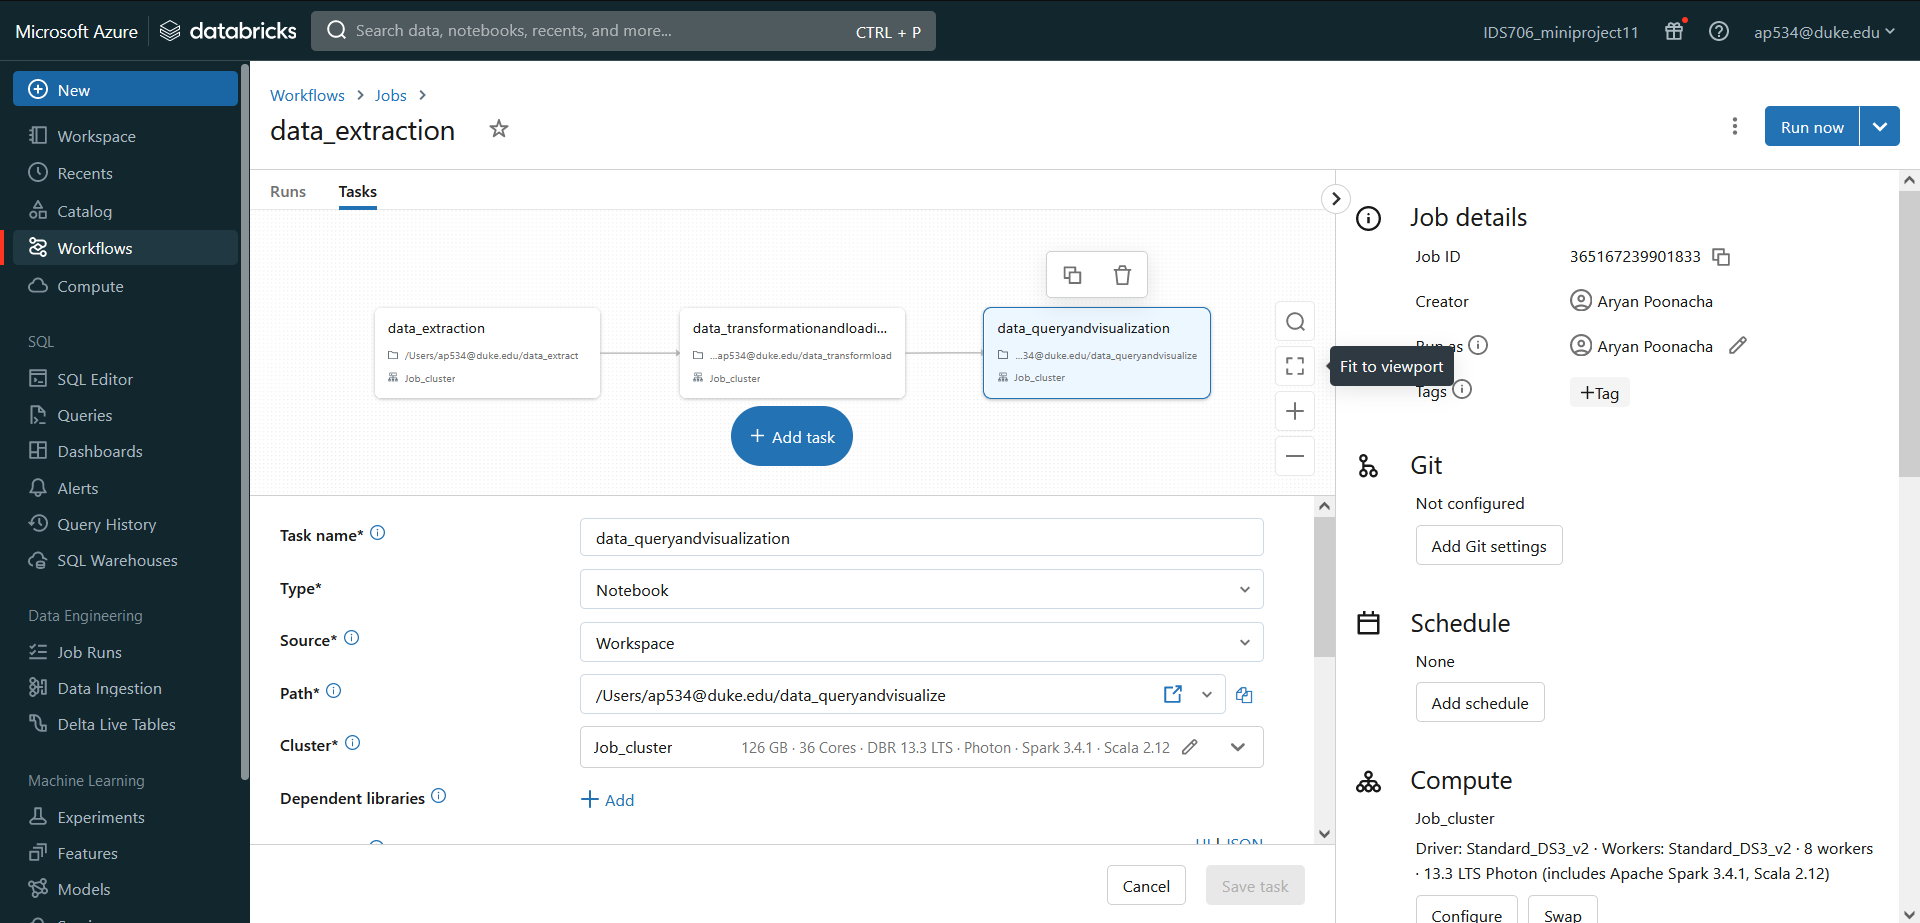 Microsoft Azure
databricks
Search data, notebooks, recents, and more...
CTRL + P
IDS706_miniproject11
ap534@duke.edu
New
Workspace
Recents
Catalog
Workflows
Compute
SQL
SQL Editor
Queries
Dashboards
Alerts
Query History
SQL Warehouses
Data Engineering
Job Runs
Data Ingestion
Delta Live Tables
Machine Learning
Experiments
Features
Models
Workflows > Jobs >
data_extraction
Run now
Runs
Tasks
data_extraction
/Users/ap534@duke.edu/data_extract
Job_cluster
data_transformationandloadi...
...ap534@duke.edu/data_transformload
Job_cluster
data_queryandvisualization
...34@duke.edu/data_queryandvisualize
Job_cluster
+ Add task
Fit to viewport
Task name*
data_queryandvisualization
Type*
Notebook
Source*
Workspace
Path*
/Users/ap534@duke.edu/data_queryandvisualize
Cluster*
Job_cluster
126 GB · 36 Cores · DBR 13.3 LTS · Photon · Spark 3.4.1 · Scala 2.12
Dependent libraries
+ Add
UI | JSON
Cancel
Save task
Job details
Job ID
365167239901833
Creator
Aryan Poonacha
Run as
Aryan Poonacha
Tags
+Tag
Git
Not configured
Add Git settings
Schedule
None
Add schedule
Compute
Job_cluster
Driver: Standard_DS3_v2 · Workers: Standard_DS3_v2 · 8 workers
· 13.3 LTS Photon (includes Apache Spark 3.4.1, Scala 2.12)
Configure
Swap